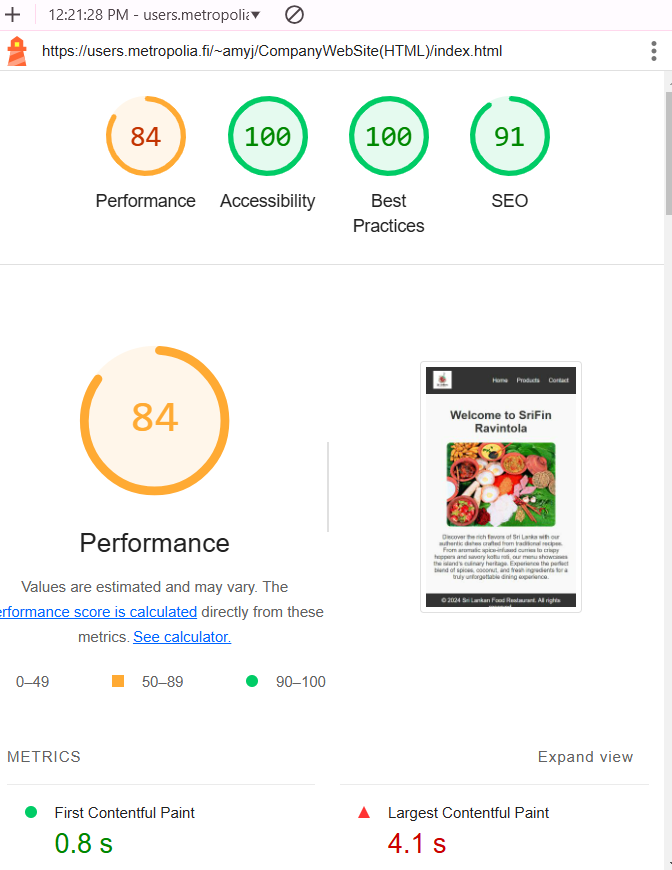 12:21:28 PM - users.metropolia
https://users.metropolia.fi/~amyj/CompanyWebSite(HTML)/index.html
84
100
100
91
Performance
Accessibility
Best
Practices
SEO
84
Performance
Values are estimated and may vary. The
erformance score is calculated directly from these
metrics. See calculator.
0–49
50–89
90–100
Home Products Contact
Welcome to SriFin
Ravintola
Discover the rich flavors of Sri Lanka with our
authentic dishes crafted from traditional recipes.
From aromatic spice-infused curries to crispy
hoppers and savory kottu roti, our menu showcases
the island's culinary heritage. Experience the perfect
blend of spices, coconut, and fresh ingredients for a
truly unforgettable dining experience.
© 2024 Sri Lankan Food Restaurant. All rights
METRICS
Expand view
First Contentful Paint
0.8 s
Largest Contentful Paint
4.1 s